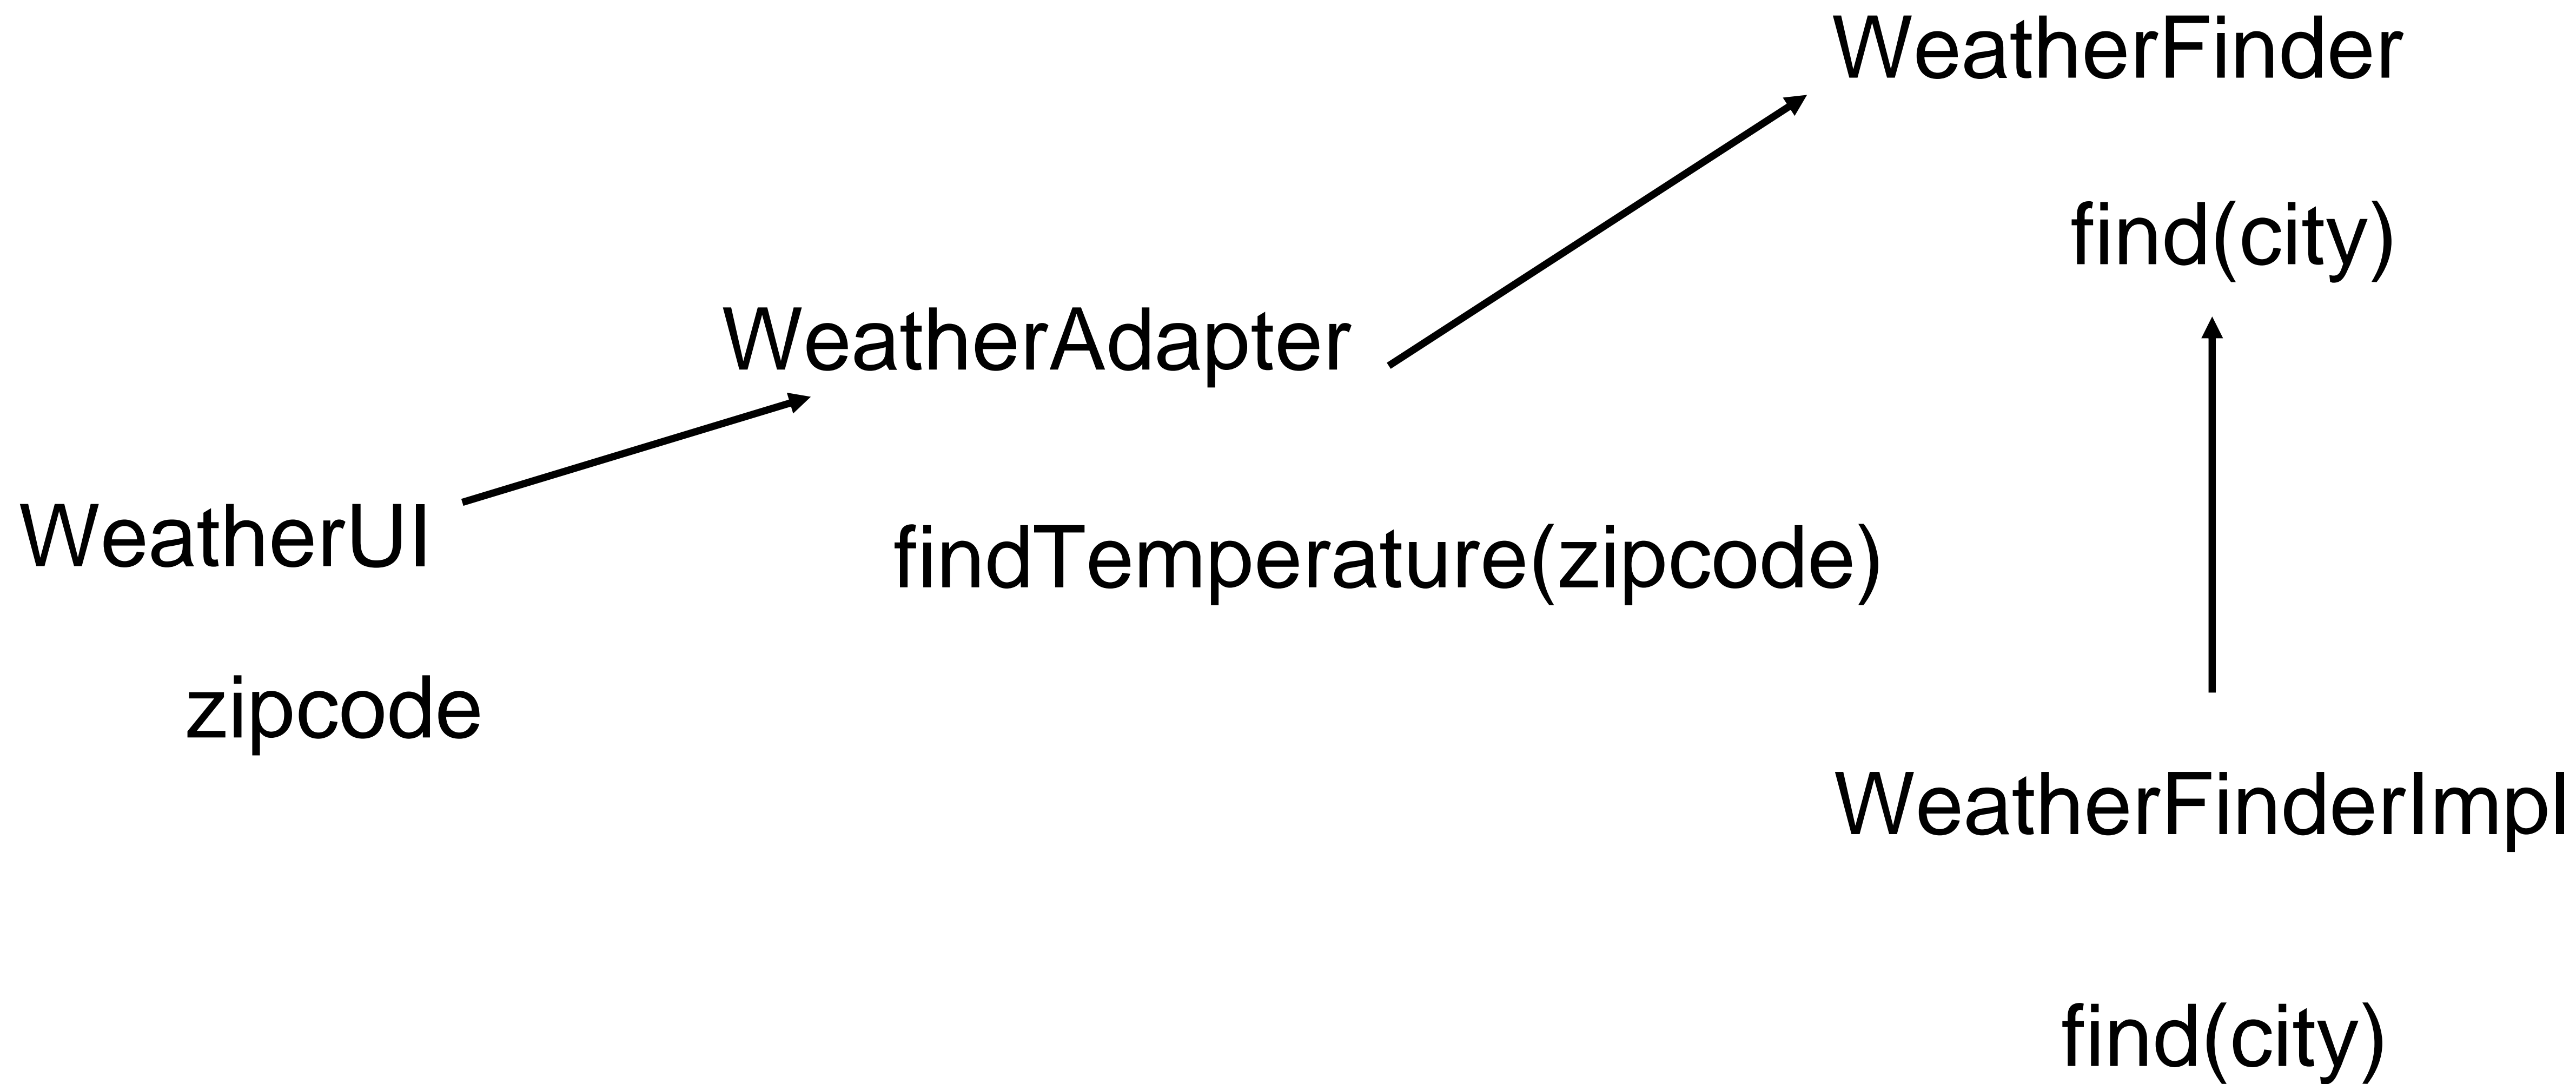 WeatherFinder
find(city)
WeatherAdapter
findTemperature(zipcode)
WeatherUI
zipcode
WeatherFinderImpl
find(city)